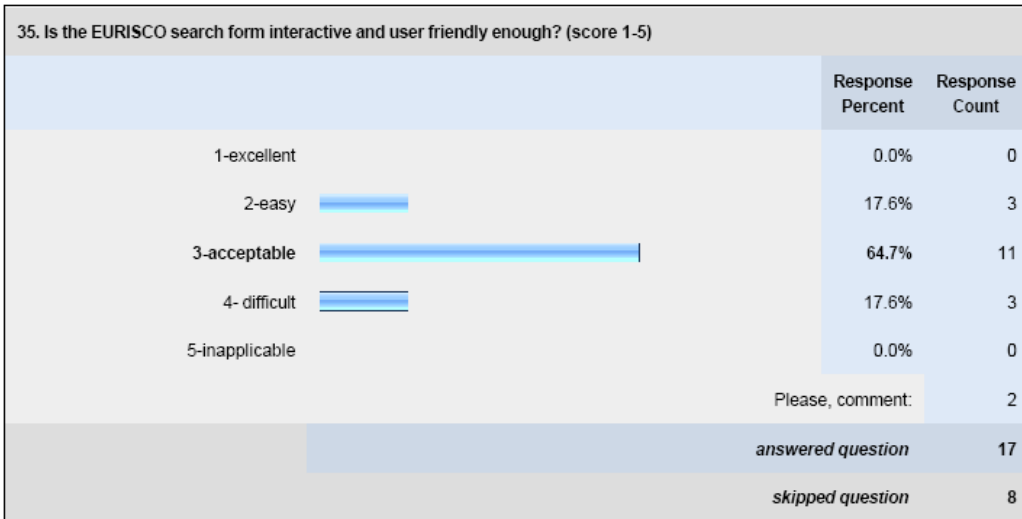 35. Is the EURISCO search form interactive and user friendly enough? (score 1-5)
Response Percent Response Count
1-excellent 0.0% 0
2-easy 17.6% 3
3-acceptable 64.7% 11
4- difficult 17.6% 3
5-inapplicable 0.0% 0
Please, comment: 2
answered question 17
skipped question 8